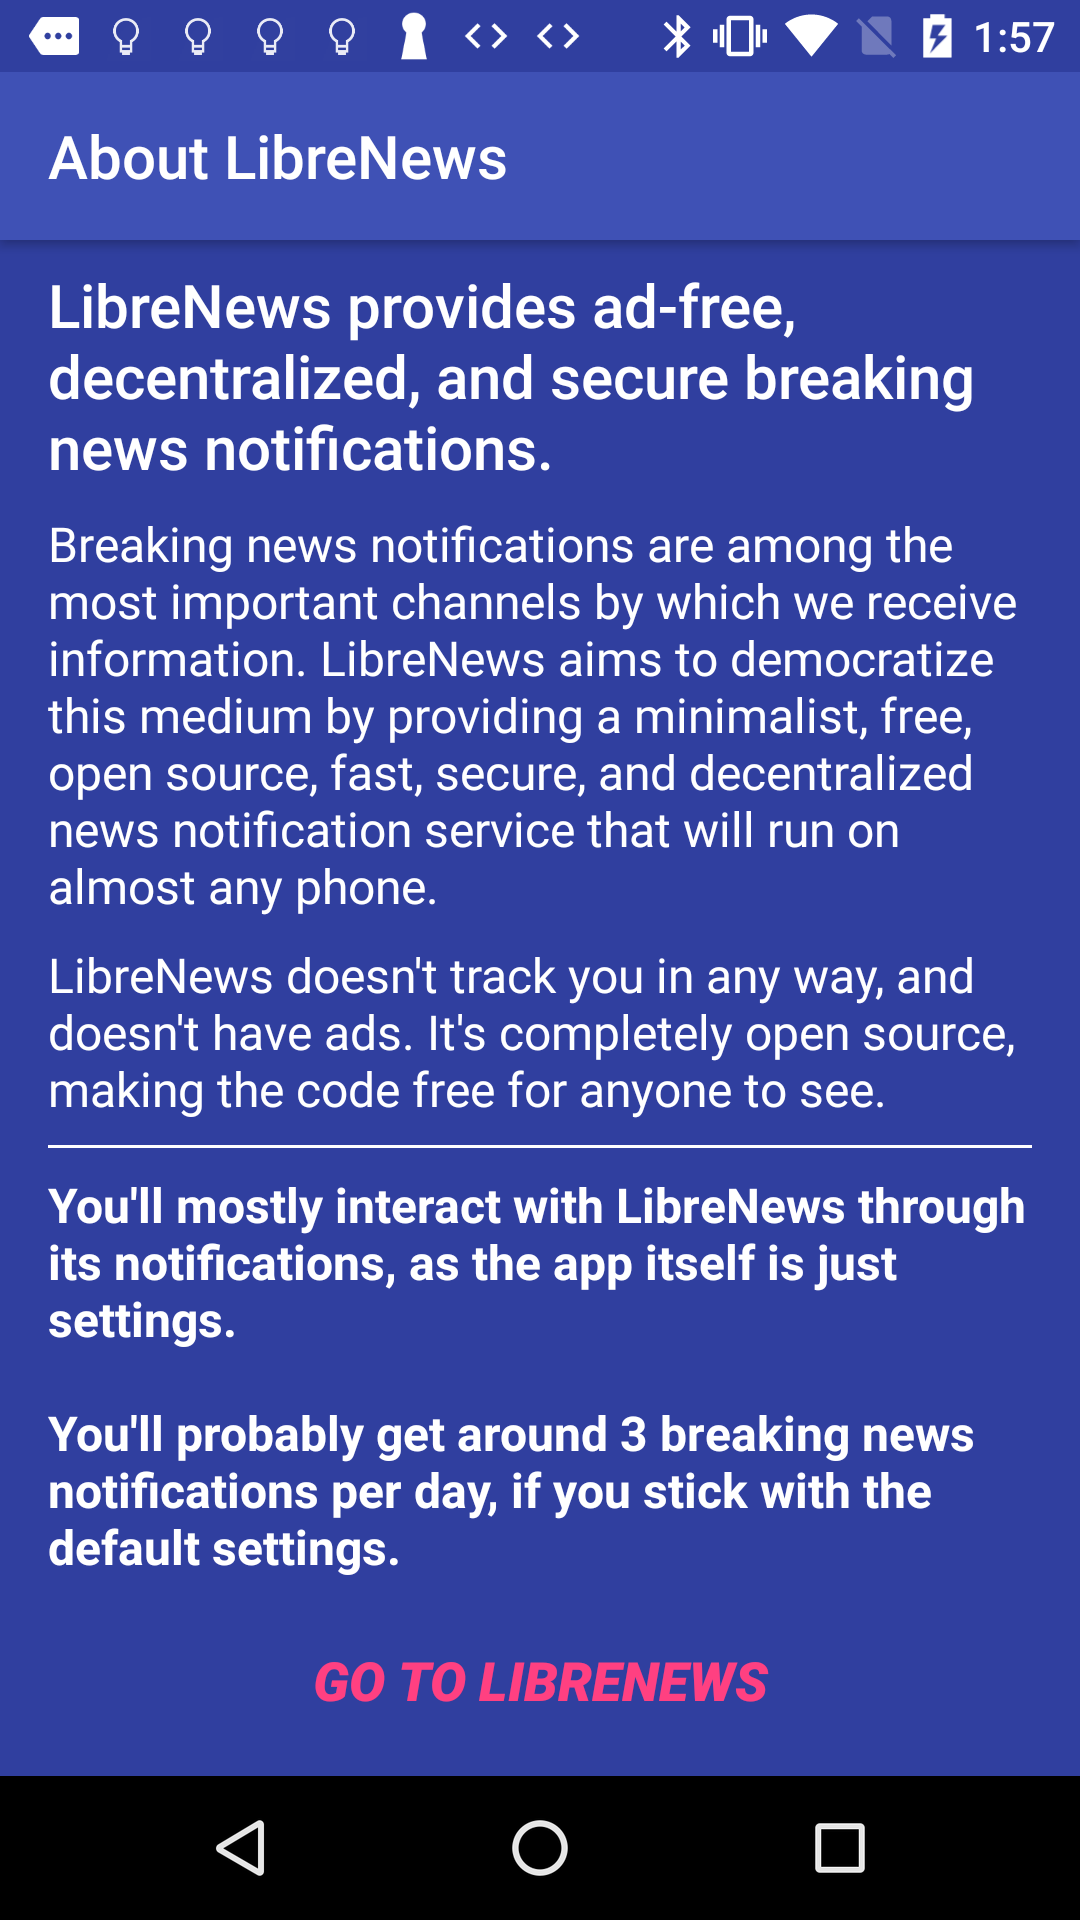 1:57
About LibreNews
LibreNews provides ad-free,
decentralized, and secure breaking
news notifications.
Breaking news notifications are among the
most important channels by which we receive
information. LibreNews aims to democratize
this medium by providing a minimalist, free,
open source, fast, secure, and decentralized
news notification service that will run on
almost any phone.
LibreNews doesn't track you in any way, and
doesn't have ads. It's completely open source,
making the code free for anyone to see.
You'll mostly interact with LibreNews through
its notifications, as the app itself is just
settings.
You'll probably get around 3 breaking news
notifications per day, if you stick with the
default settings.
GO TO LIBRENEWS